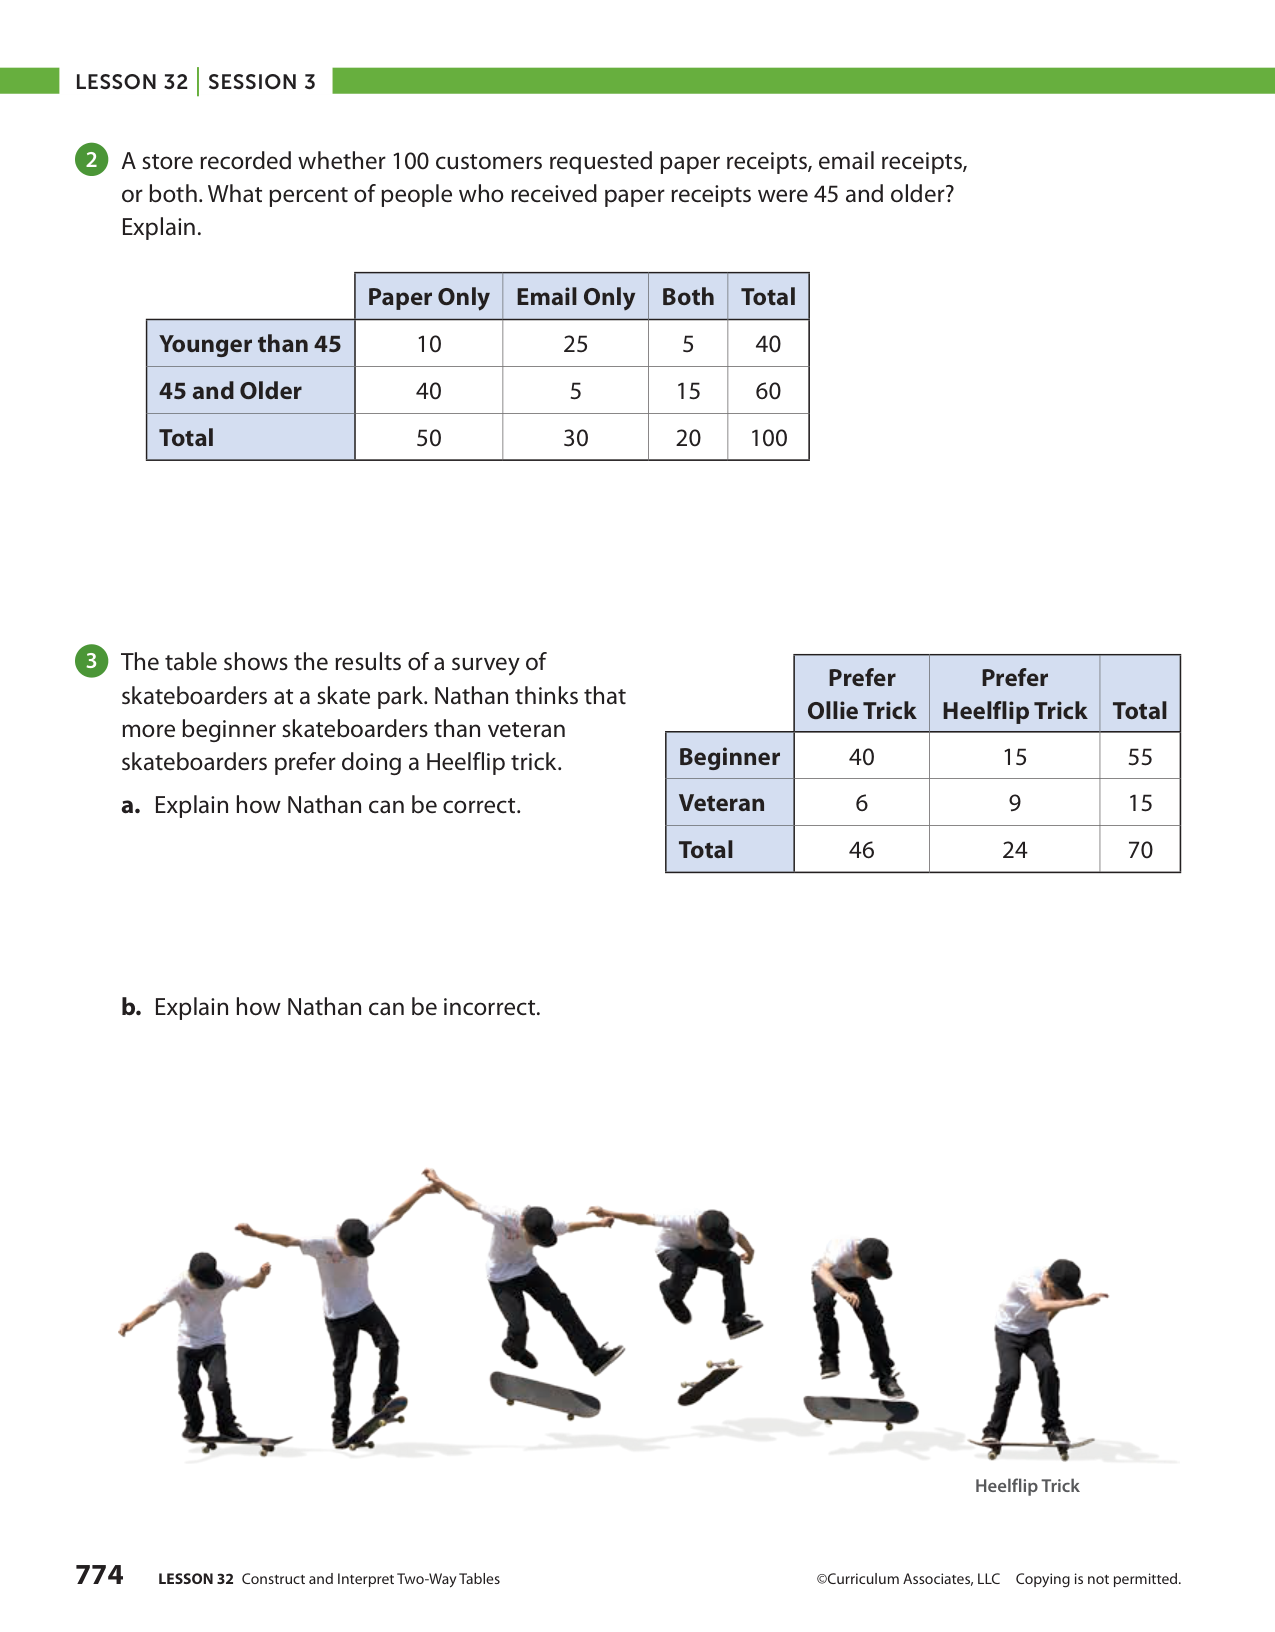 LESSON 32 | SESSION 3
2 A store recorded whether 100 customers requested paper receipts, email receipts,
or both. What percent of people who received paper receipts were 45 and older?
Explain.
Paper Only Email Only Both Total
Younger than 45 10 25 5 40
45 and Older 40 5 15 60
Total 50 30 20 100
3 The table shows the results of a survey of
skateboarders at a skate park. Nathan thinks that
more beginner skateboarders than veteran
skateboarders prefer doing a Heelflip trick.
a. Explain how Nathan can be correct.
Prefer Prefer
Ollie Trick Heelflip Trick Total
Beginner 40 15 55
Veteran 6 9 15
Total 46 24 70
b. Explain how Nathan can be incorrect.
Heelflip Trick
774 LESSON 32 Construct and Interpret Two-Way Tables ©Curriculum Associates, LLC Copying is not permitted.